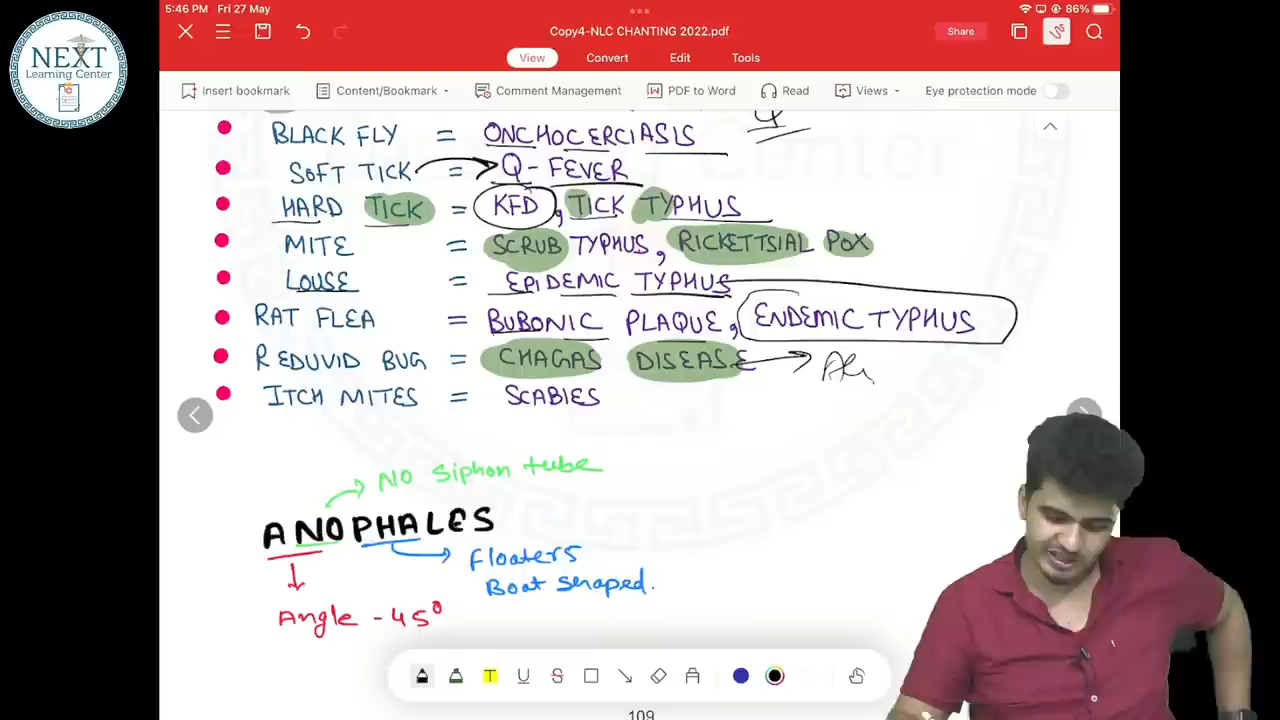 5:46 PM Fri 27 May
86%
NEXT
Learning Center
Copy4-NLC CHANTING 2022.pdf
Share
View Convert Edit Tools
Insert bookmark Content/Bookmark Comment Management PDF to Word Read Views Eye protection mode
BLACK FLY = ONCHOCERCIASIS
SOFT TICK = Q-FEVER
HARD TICK = KFD, TICK TYPHUS
MITE = SCRUB TYPHUS, RICKETTSIAL POX
LOUSE = EPIDEMIC TYPHUS
RAT FLEA = BUBONIC PLAQUE, ENDEMIC TYPHUS
REDUVID BUG = CHAGAS DISEASE
ITCH MITES = SCABIES
NO Siphon tube
ANOPHALES
Floaters
Boat shaped.
Angle - 45°
109